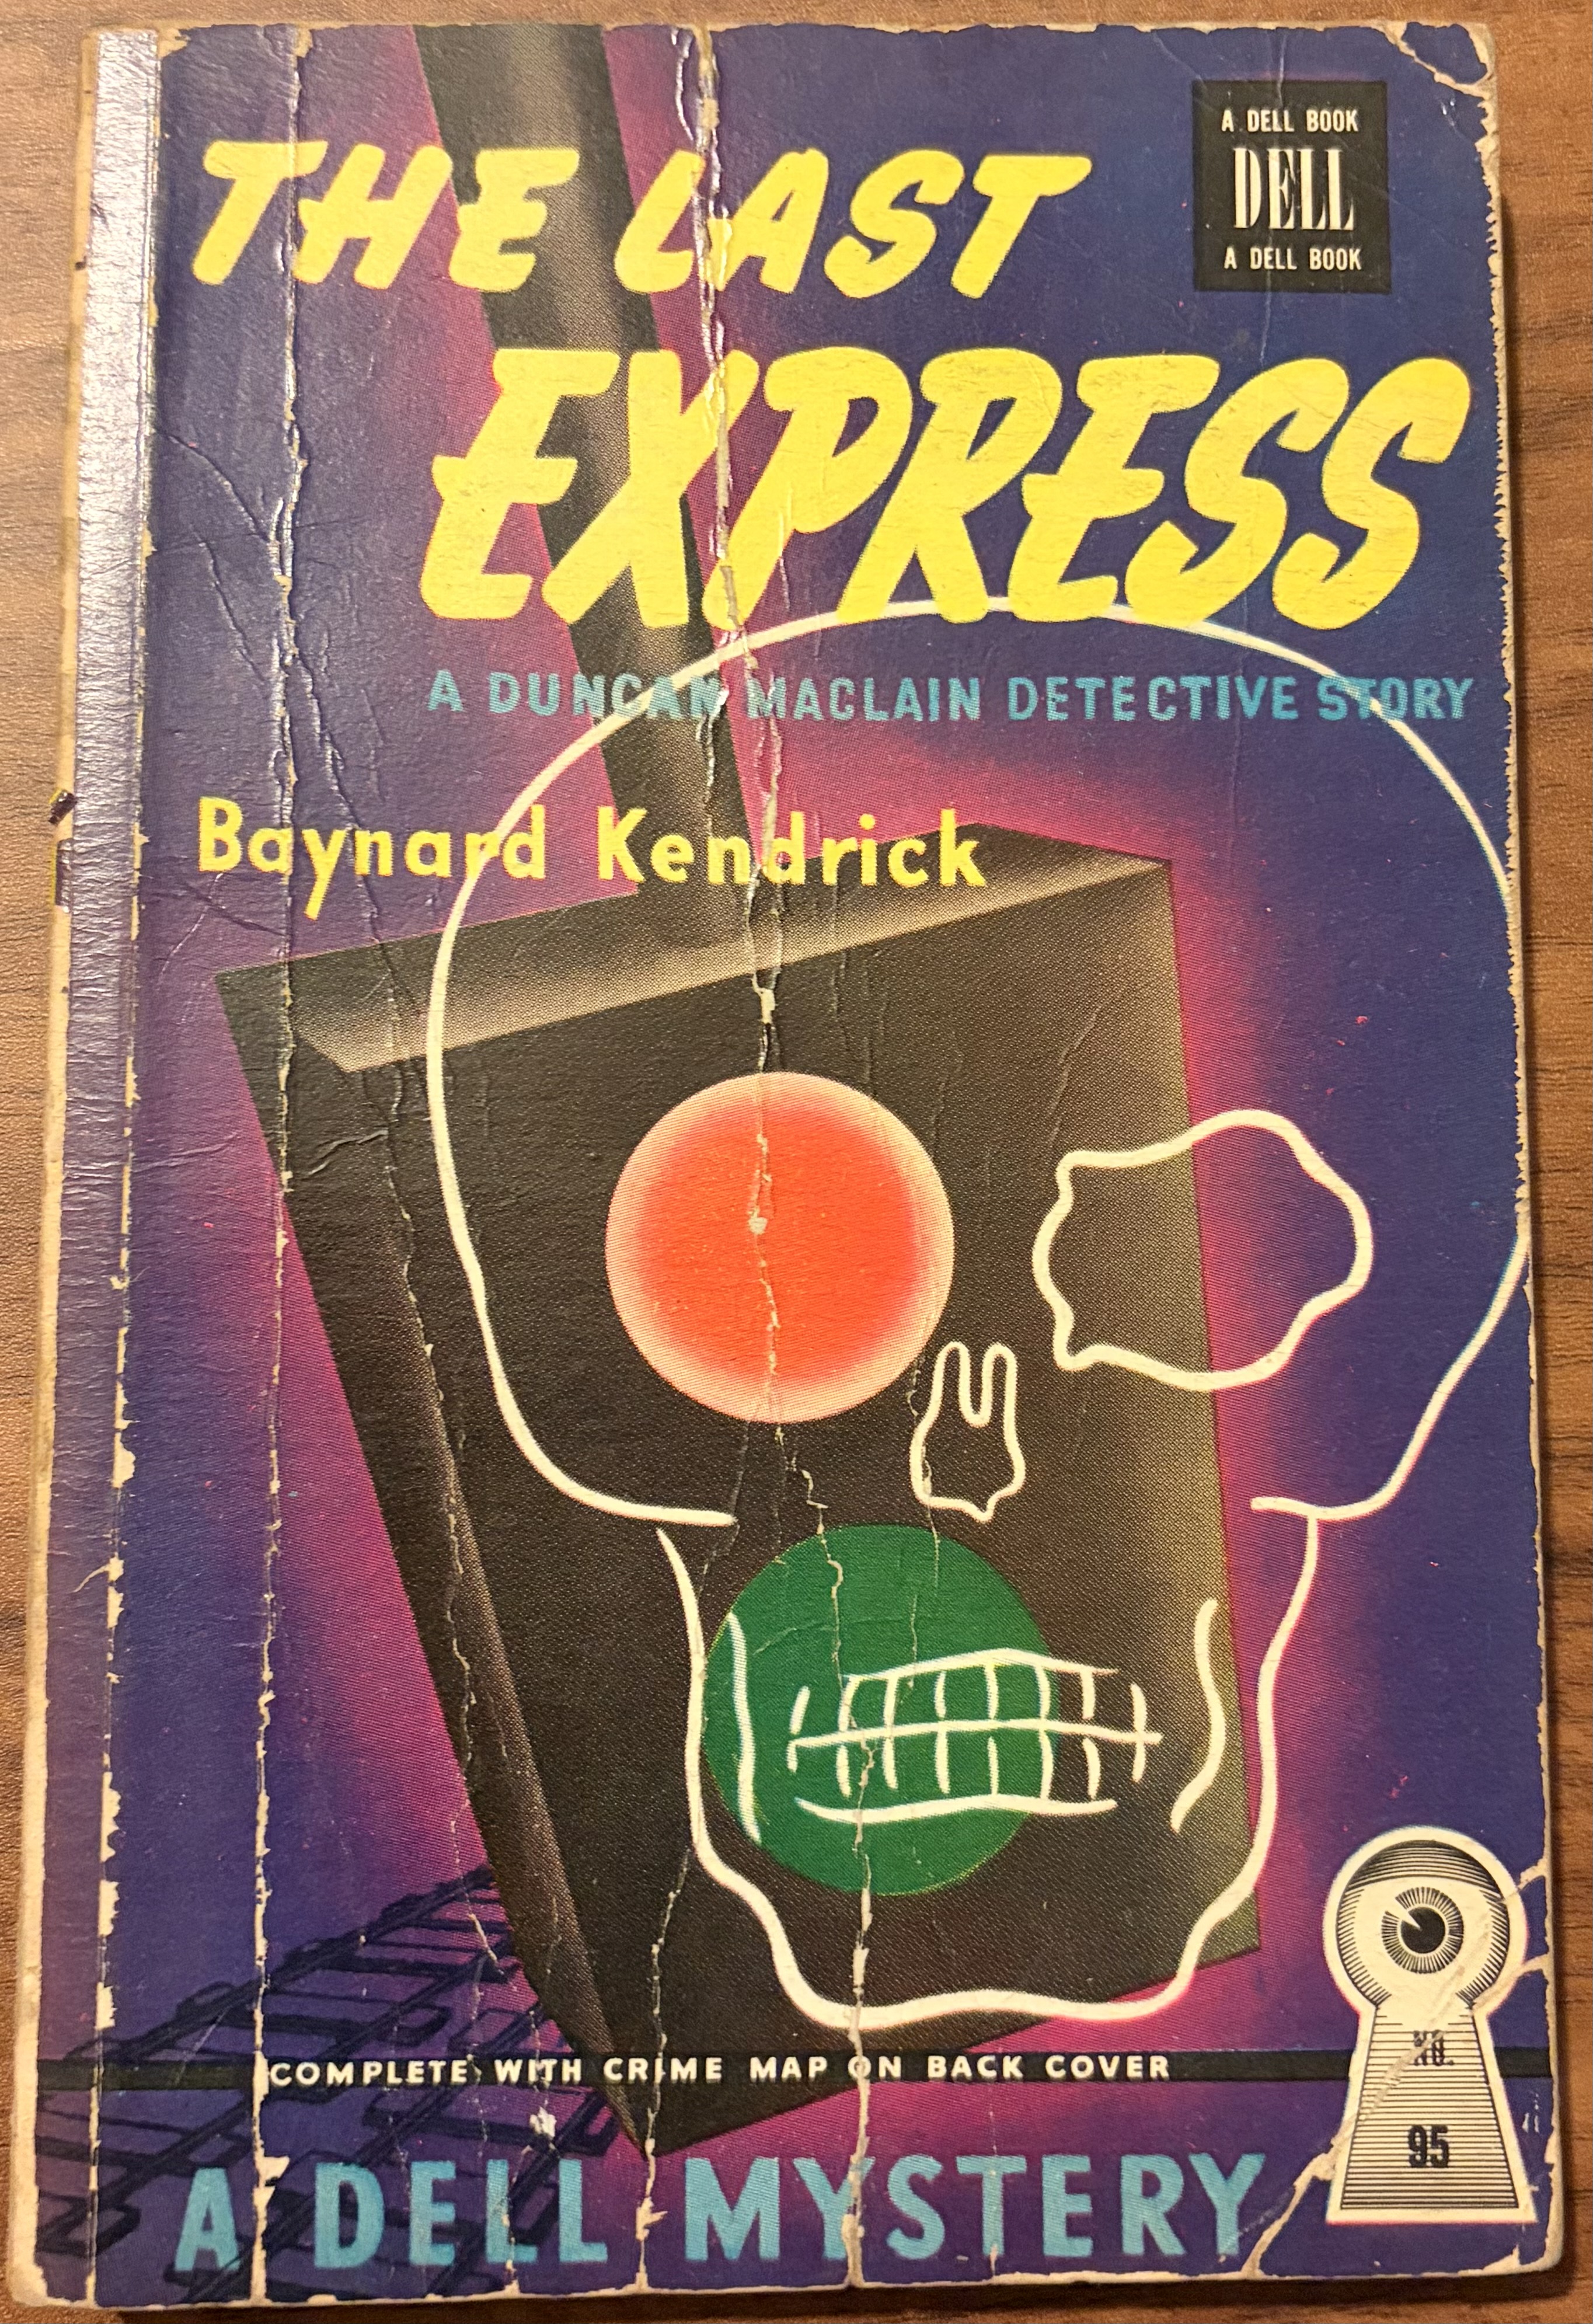 A DELL BOOK
DELL
A DELL BOOK
THE LAST
EXPRESS
A DUNCAN MACLAIN DETECTIVE STORY
Baynard Kendrick
COMPLETE WITH CRIME MAP ON BACK COVER
NO.
95
A DELL MYSTERY